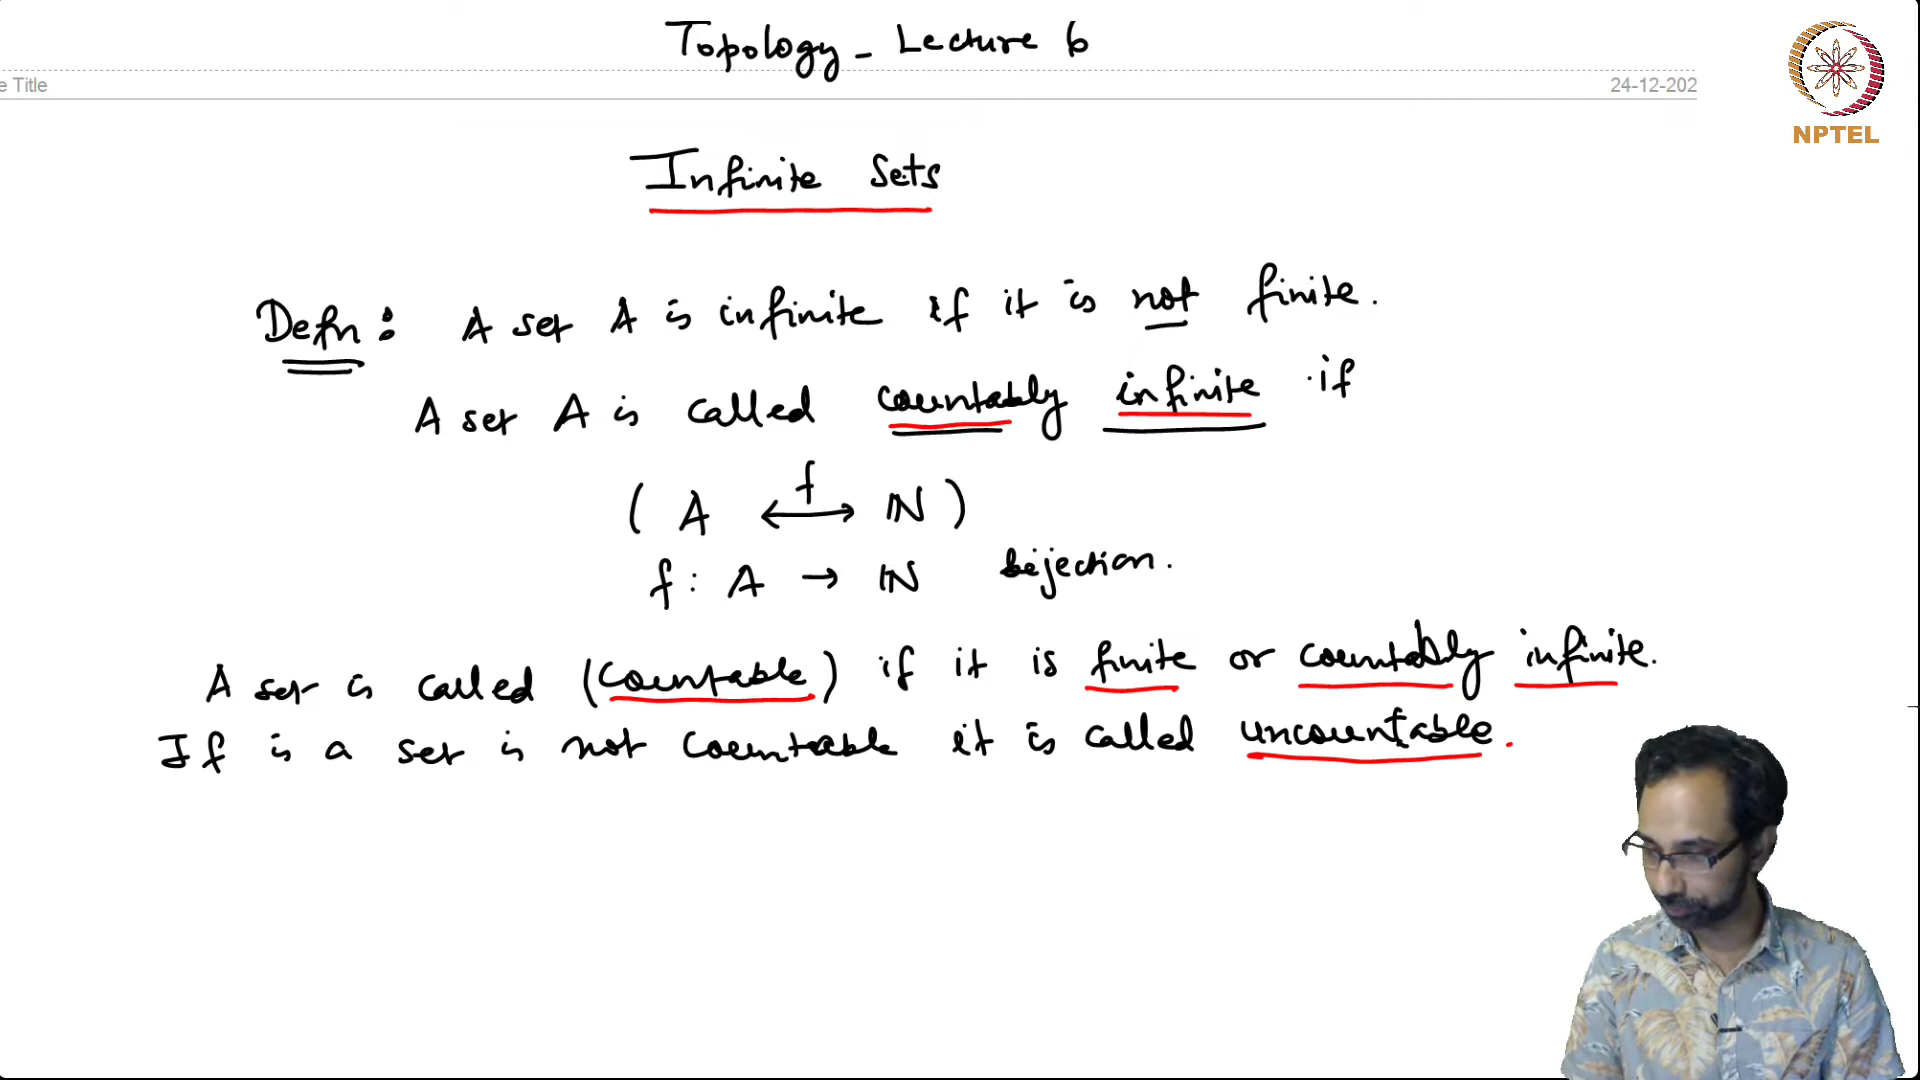 Topology - Lecture 6
e Title
24-12-202
NPTEL
Infinite Sets
Defn: A set A is infinite if it is not finite.
A set A is called countably infinite if
( A ←f→ ℕ )
f: A → ℕ bijection.
A set is called (countable) if it is finite or countably infinite.
If is a set is not countable it is called uncountable.